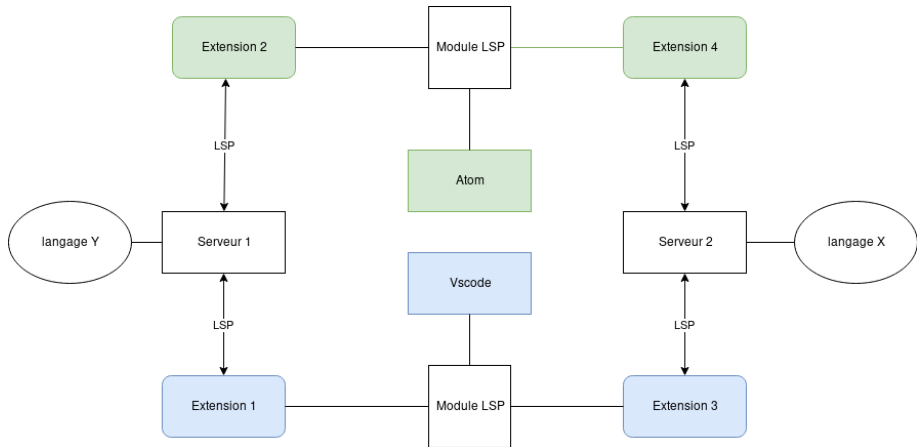 Extension 2
Module LSP
Extension 4
LSP
LSP
Atom
langage Y
Serveur 1
Serveur 2
langage X
Vscode
LSP
LSP
Extension 1
Module LSP
Extension 3